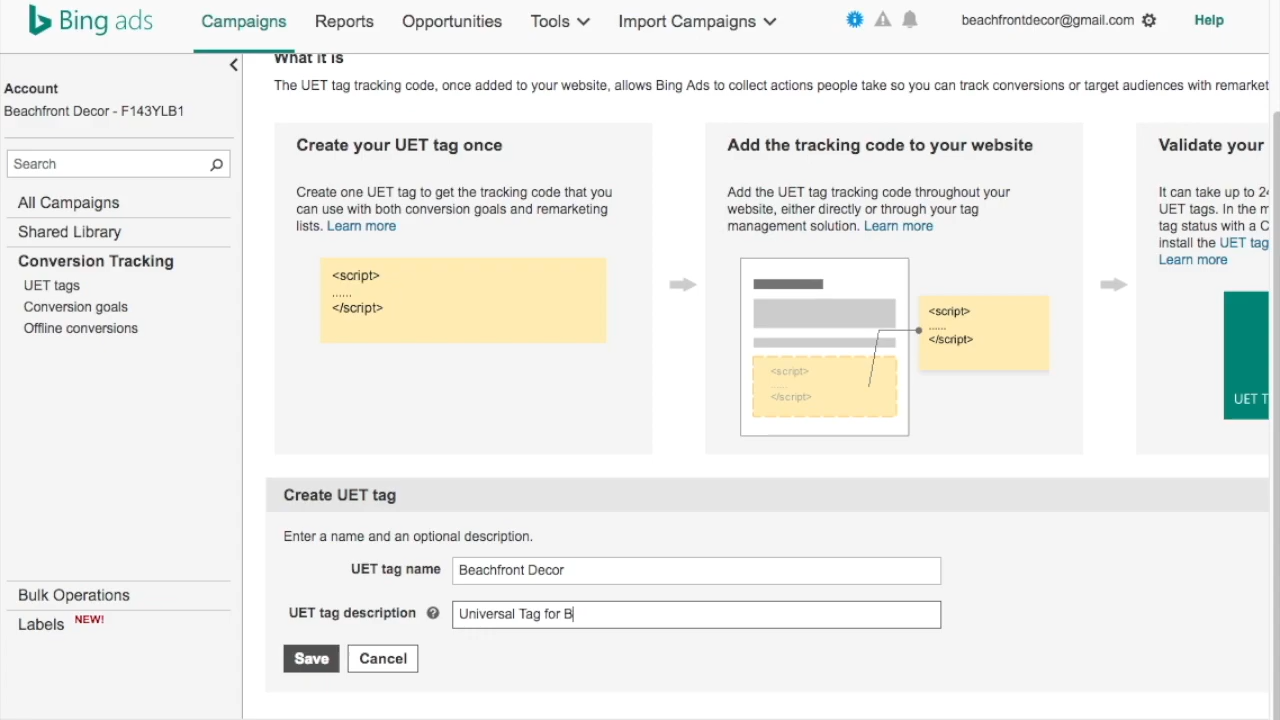 Bing ads
Campaigns
Reports
Opportunities
Tools
Import Campaigns
beachfrontdecor@gmail.com
Help
Account
Beachfront Decor - F143YLB1
Search
All Campaigns
Shared Library
Conversion Tracking
UET tags
Conversion goals
Offline conversions
Bulk Operations
Labels NEW!
What it is
The UET tag tracking code, once added to your website, allows Bing Ads to collect actions people take so you can track conversions or target audiences with remarket
Create your UET tag once
Create one UET tag to get the tracking code that you
can use with both conversion goals and remarketing
lists. Learn more
<script>
......
</script>
Add the tracking code to your website
Add the UET tag tracking code throughout your
website, either directly or through your tag
management solution. Learn more
<script>
......
</script>
<script>
......
</script>
Validate your
It can take up to 24
UET tags. In the m
tag status with a C
install the UET tag
Learn more
UET T
Create UET tag
Enter a name and an optional description.
UET tag name
Beachfront Decor
UET tag description
Universal Tag for B
Save
Cancel